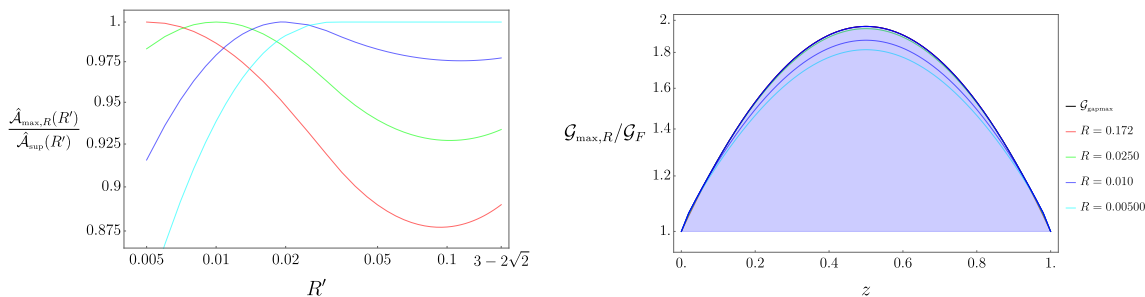 1.
0.975
0.95
0.925
0.9
0.875
Â_max,R(R′)
Â_sup(R′)
0.005
0.01
0.02
0.05
0.1
3 − 2√2
R′
2.
1.8
1.6
1.4
1.2
1.
𝒢_max,R/𝒢_F
0.
0.2
0.4
0.6
0.8
1.
z
𝒢_gapmax
R = 0.172
R = 0.0250
R = 0.010
R = 0.00500